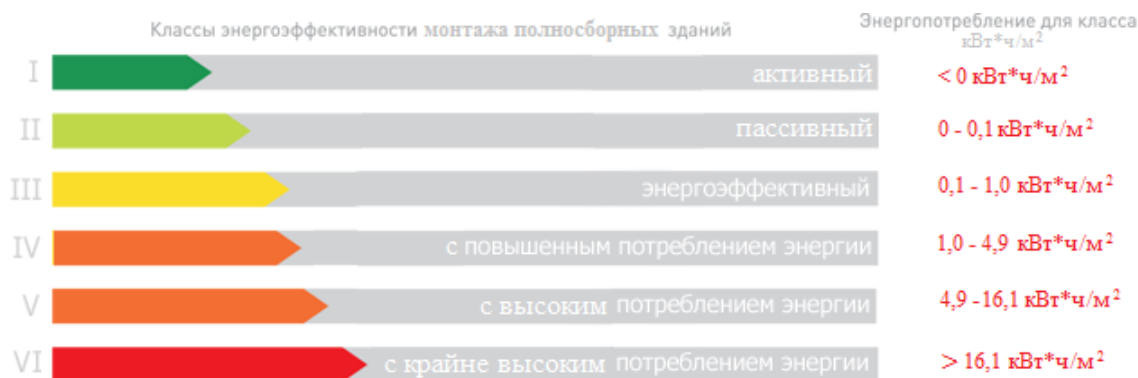 Классы энергоэффективности монтажа полносборных зданий
Энергопотребление для класса
кВт*ч/м²
I активный < 0 кВт*ч/м²
II пассивный 0 - 0,1 кВт*ч/м²
III энергоэффективный 0,1 - 1,0 кВт*ч/м²
IV с повышенным потреблением энергии 1,0 - 4,9 кВт*ч/м²
V с высоким потреблением энергии 4,9 -16,1 кВт*ч/м²
VI с крайне высоким потреблением энергии > 16,1 кВт*ч/м²